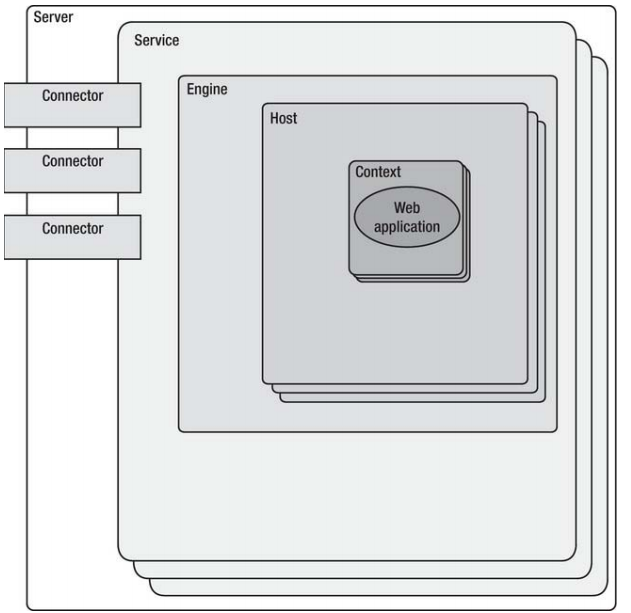 Server
Service
Connector
Engine
Host
Connector
Context
Web
application
Connector